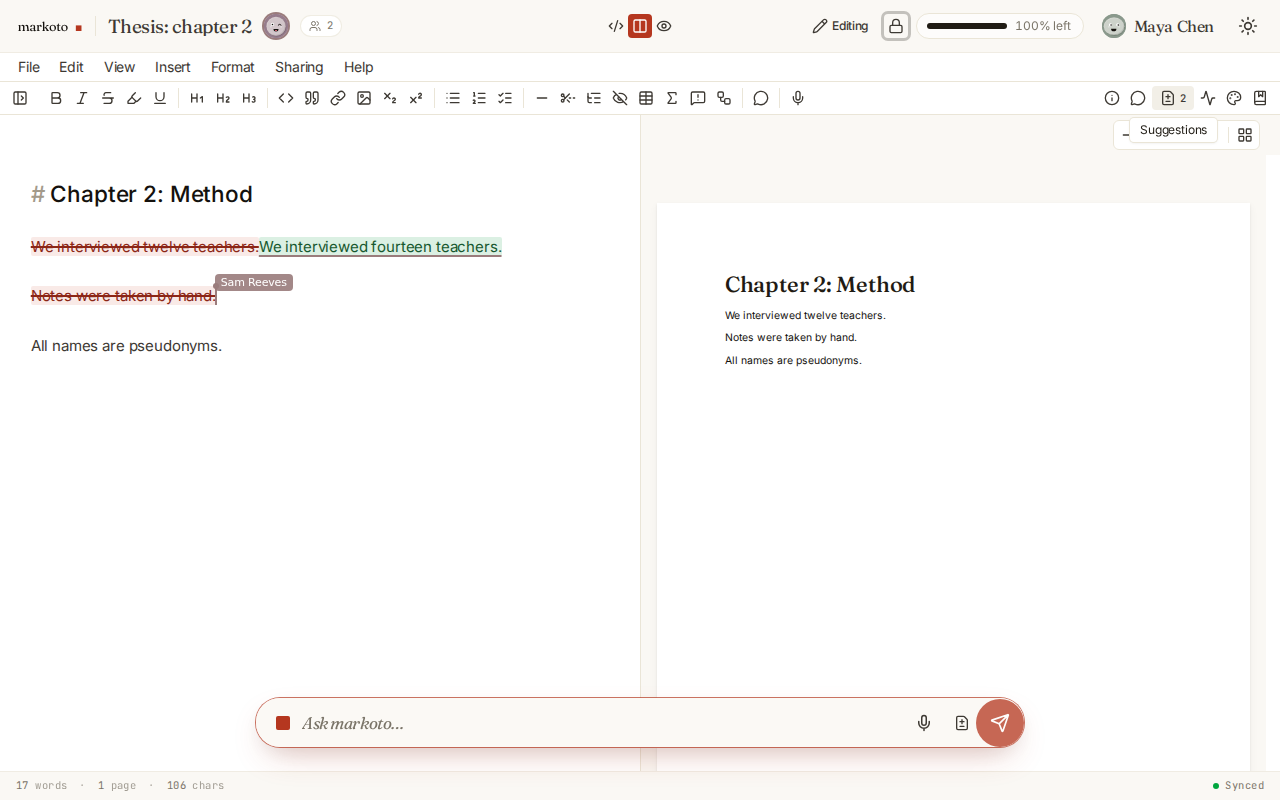 markoto
Thesis: chapter 2
2
Editing
100% left
Maya Chen
File Edit View Insert Format Sharing Help
H1 H2 H3
2
Suggestions
# Chapter 2: Method
We interviewed twelve teachers.We interviewed fourteen teachers.
Sam Reeves
Notes were taken by hand.
All names are pseudonyms.
Chapter 2: Method
We interviewed twelve teachers.
Notes were taken by hand.
All names are pseudonyms.
Ask markoto...
17 words · 1 page · 106 chars
Synced